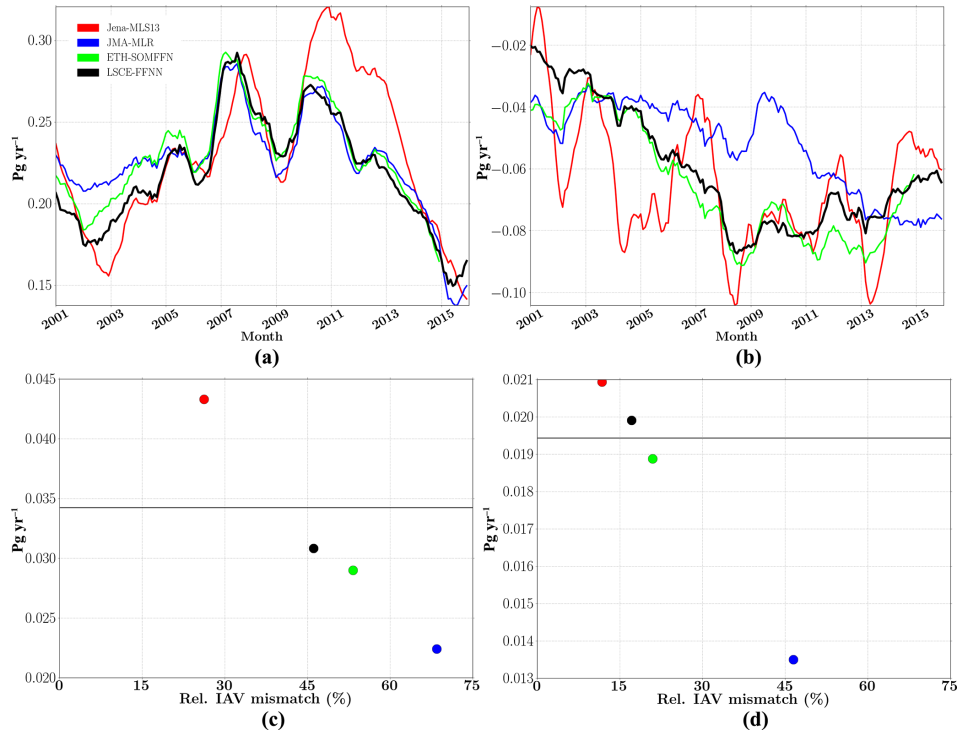 Jena-MLS13
JMA-MLR
ETH-SOMFFN
LSCE-FFNN
Pg yr⁻¹
0.30
0.25
0.20
0.15
2001 2003 2005 2007 2009 2011 2013 2015
Month
(a)
Pg yr⁻¹
−0.02
−0.04
−0.06
−0.08
−0.10
2001 2003 2005 2007 2009 2011 2013 2015
Month
(b)
Pg yr⁻¹
0.045
0.040
0.035
0.030
0.025
0.020
0 15 30 45 60 75
Rel. IAV mismatch (%)
(c)
Pg yr⁻¹
0.021
0.020
0.019
0.018
0.017
0.016
0.015
0.014
0.013
0 15 30 45 60 75
Rel. IAV mismatch (%)
(d)